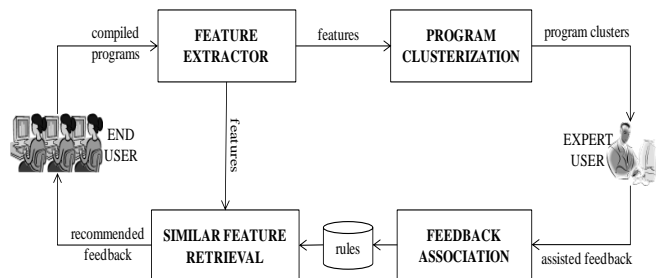 compiled
programs
FEATURE
EXTRACTOR
features
PROGRAM
CLUSTERIZATION
program clusters
END
USER
features
EXPERT
USER
recommended
feedback
SIMILAR FEATURE
RETRIEVAL
rules
FEEDBACK
ASSOCIATION
assisted feedback